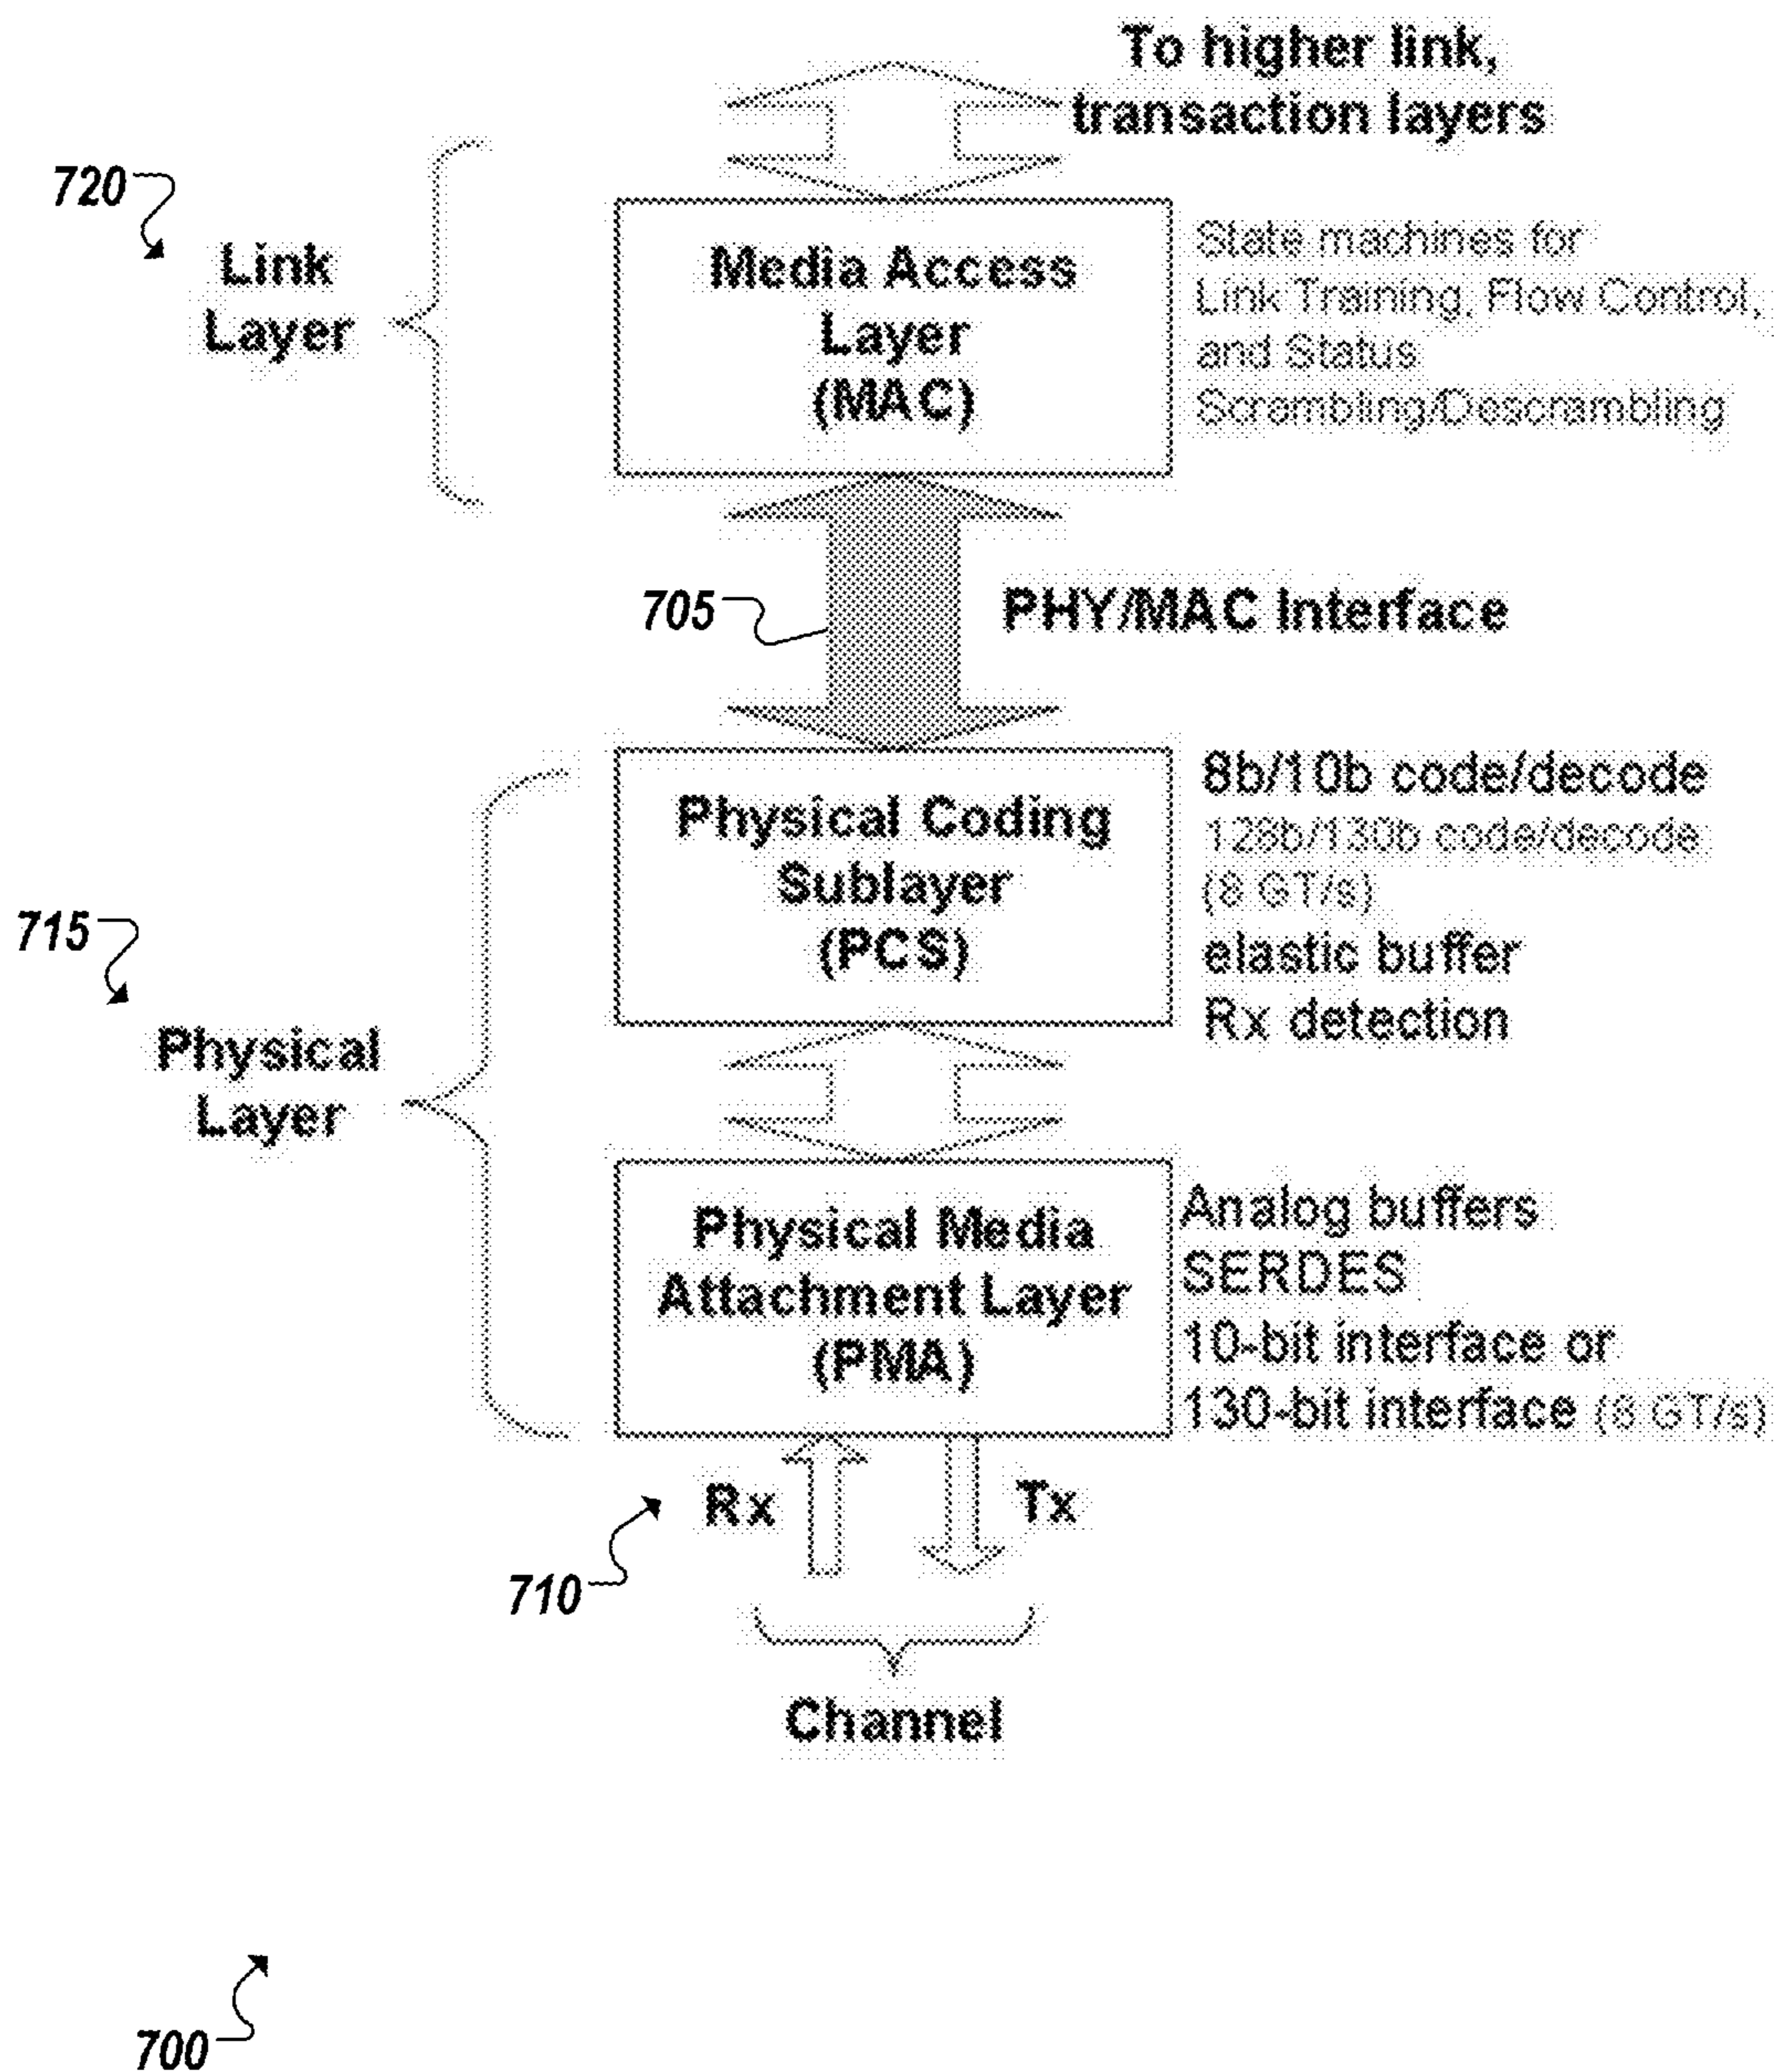 To higher link,
transaction layers
720
Link
Layer
Media Access
Layer
(MAC)
State machines for
Link Training, Flow Control,
and Status
Scrambling/Descrambling
705
PHY/MAC Interface
715
Physical
Layer
Physical Coding
Sublayer
(PCS)
8b/10b code/decode
128b/130b code/decode
(8 GT/s)
elastic buffer
Rx detection
Physical Media
Attachment Layer
(PMA)
Analog buffers
SERDES
10-bit interface or
130-bit interface (8 GT/s)
710
Rx
Tx
Channel
700